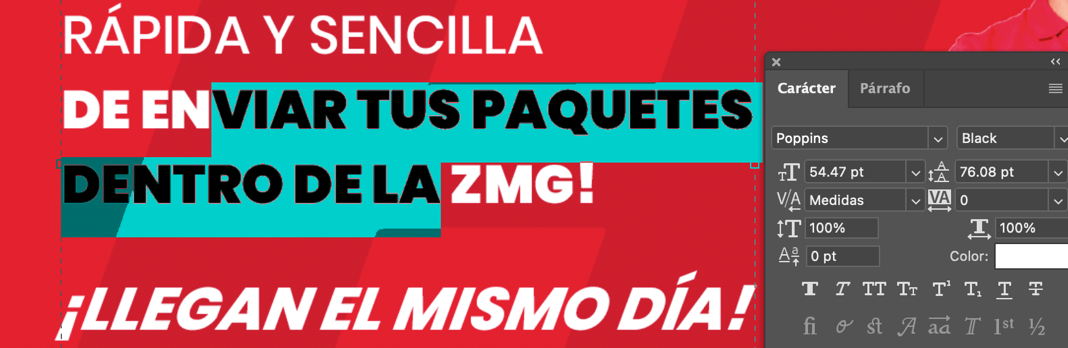 RÁPIDA Y SENCILLA
DE ENVIAR TUS PAQUETES
DENTRO DE LA ZMG!
¡LLEGAN EL MISMO DÍA!
Carácter
Párrafo
Poppins
Black
54.47 pt
76.08 pt
Medidas
0
100%
100%
0 pt
Color: